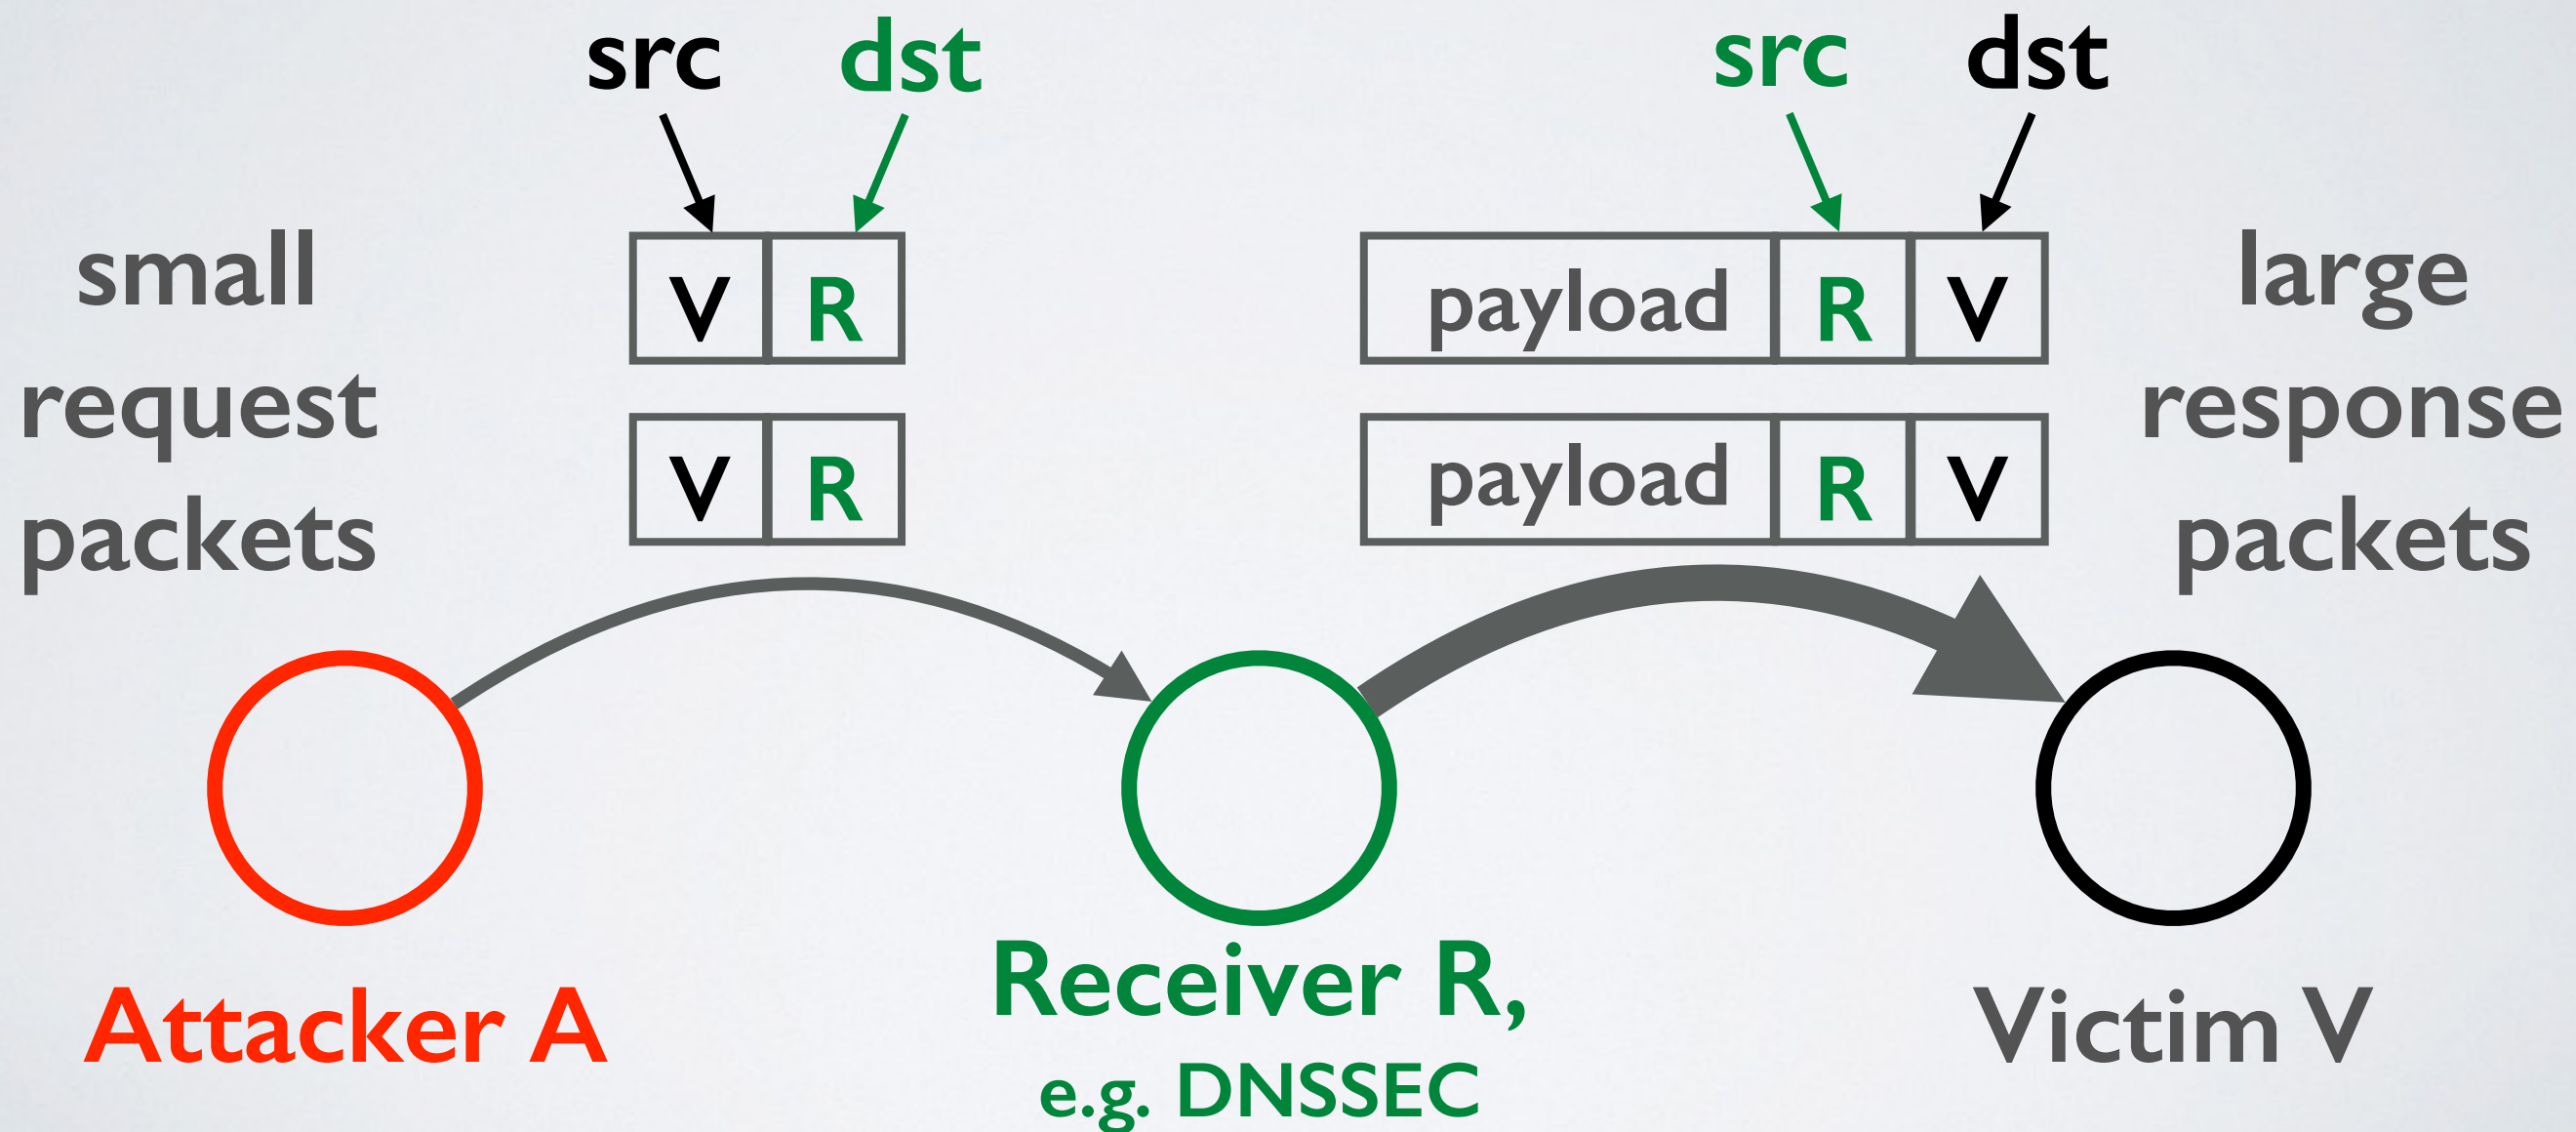 src dst
src dst
small
request
packets
V R
V R
payload R V
payload R V
large
response
packets
Attacker A
Receiver R,
e.g. DNSSEC
Victim V